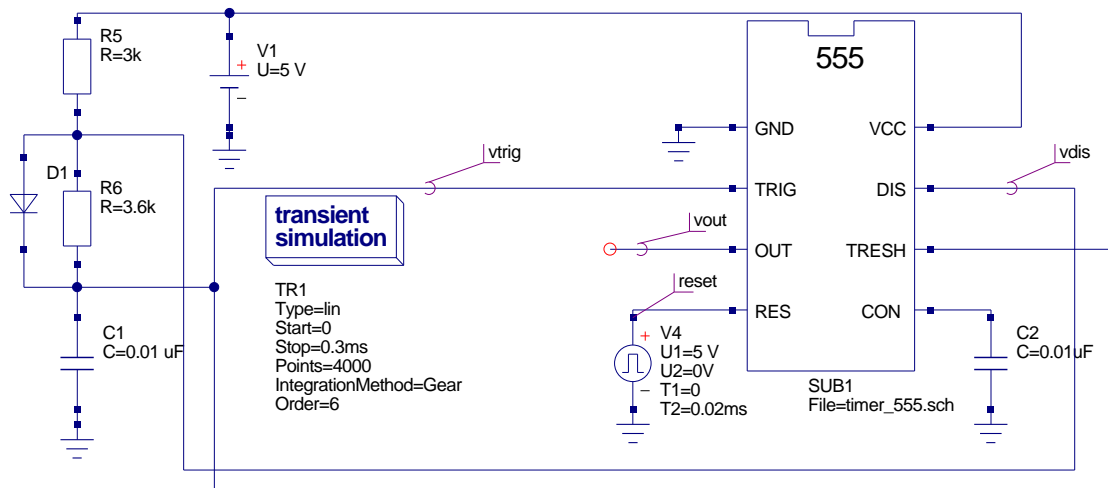 R5
R=3k
V1
U=5 V
+
−
555
GND
VCC
vtrig
vdis
D1
R6
R=3.6k
TRIG
DIS
transient
simulation
vout
OUT
TRESH
TR1
Type=lin
Start=0
Stop=0.3ms
Points=4000
IntegrationMethod=Gear
Order=6
reset
RES
CON
C1
C=0.01 uF
+
−
V4
U1=5 V
U2=0V
T1=0
T2=0.02ms
C2
C=0.01uF
SUB1
File=timer_555.sch